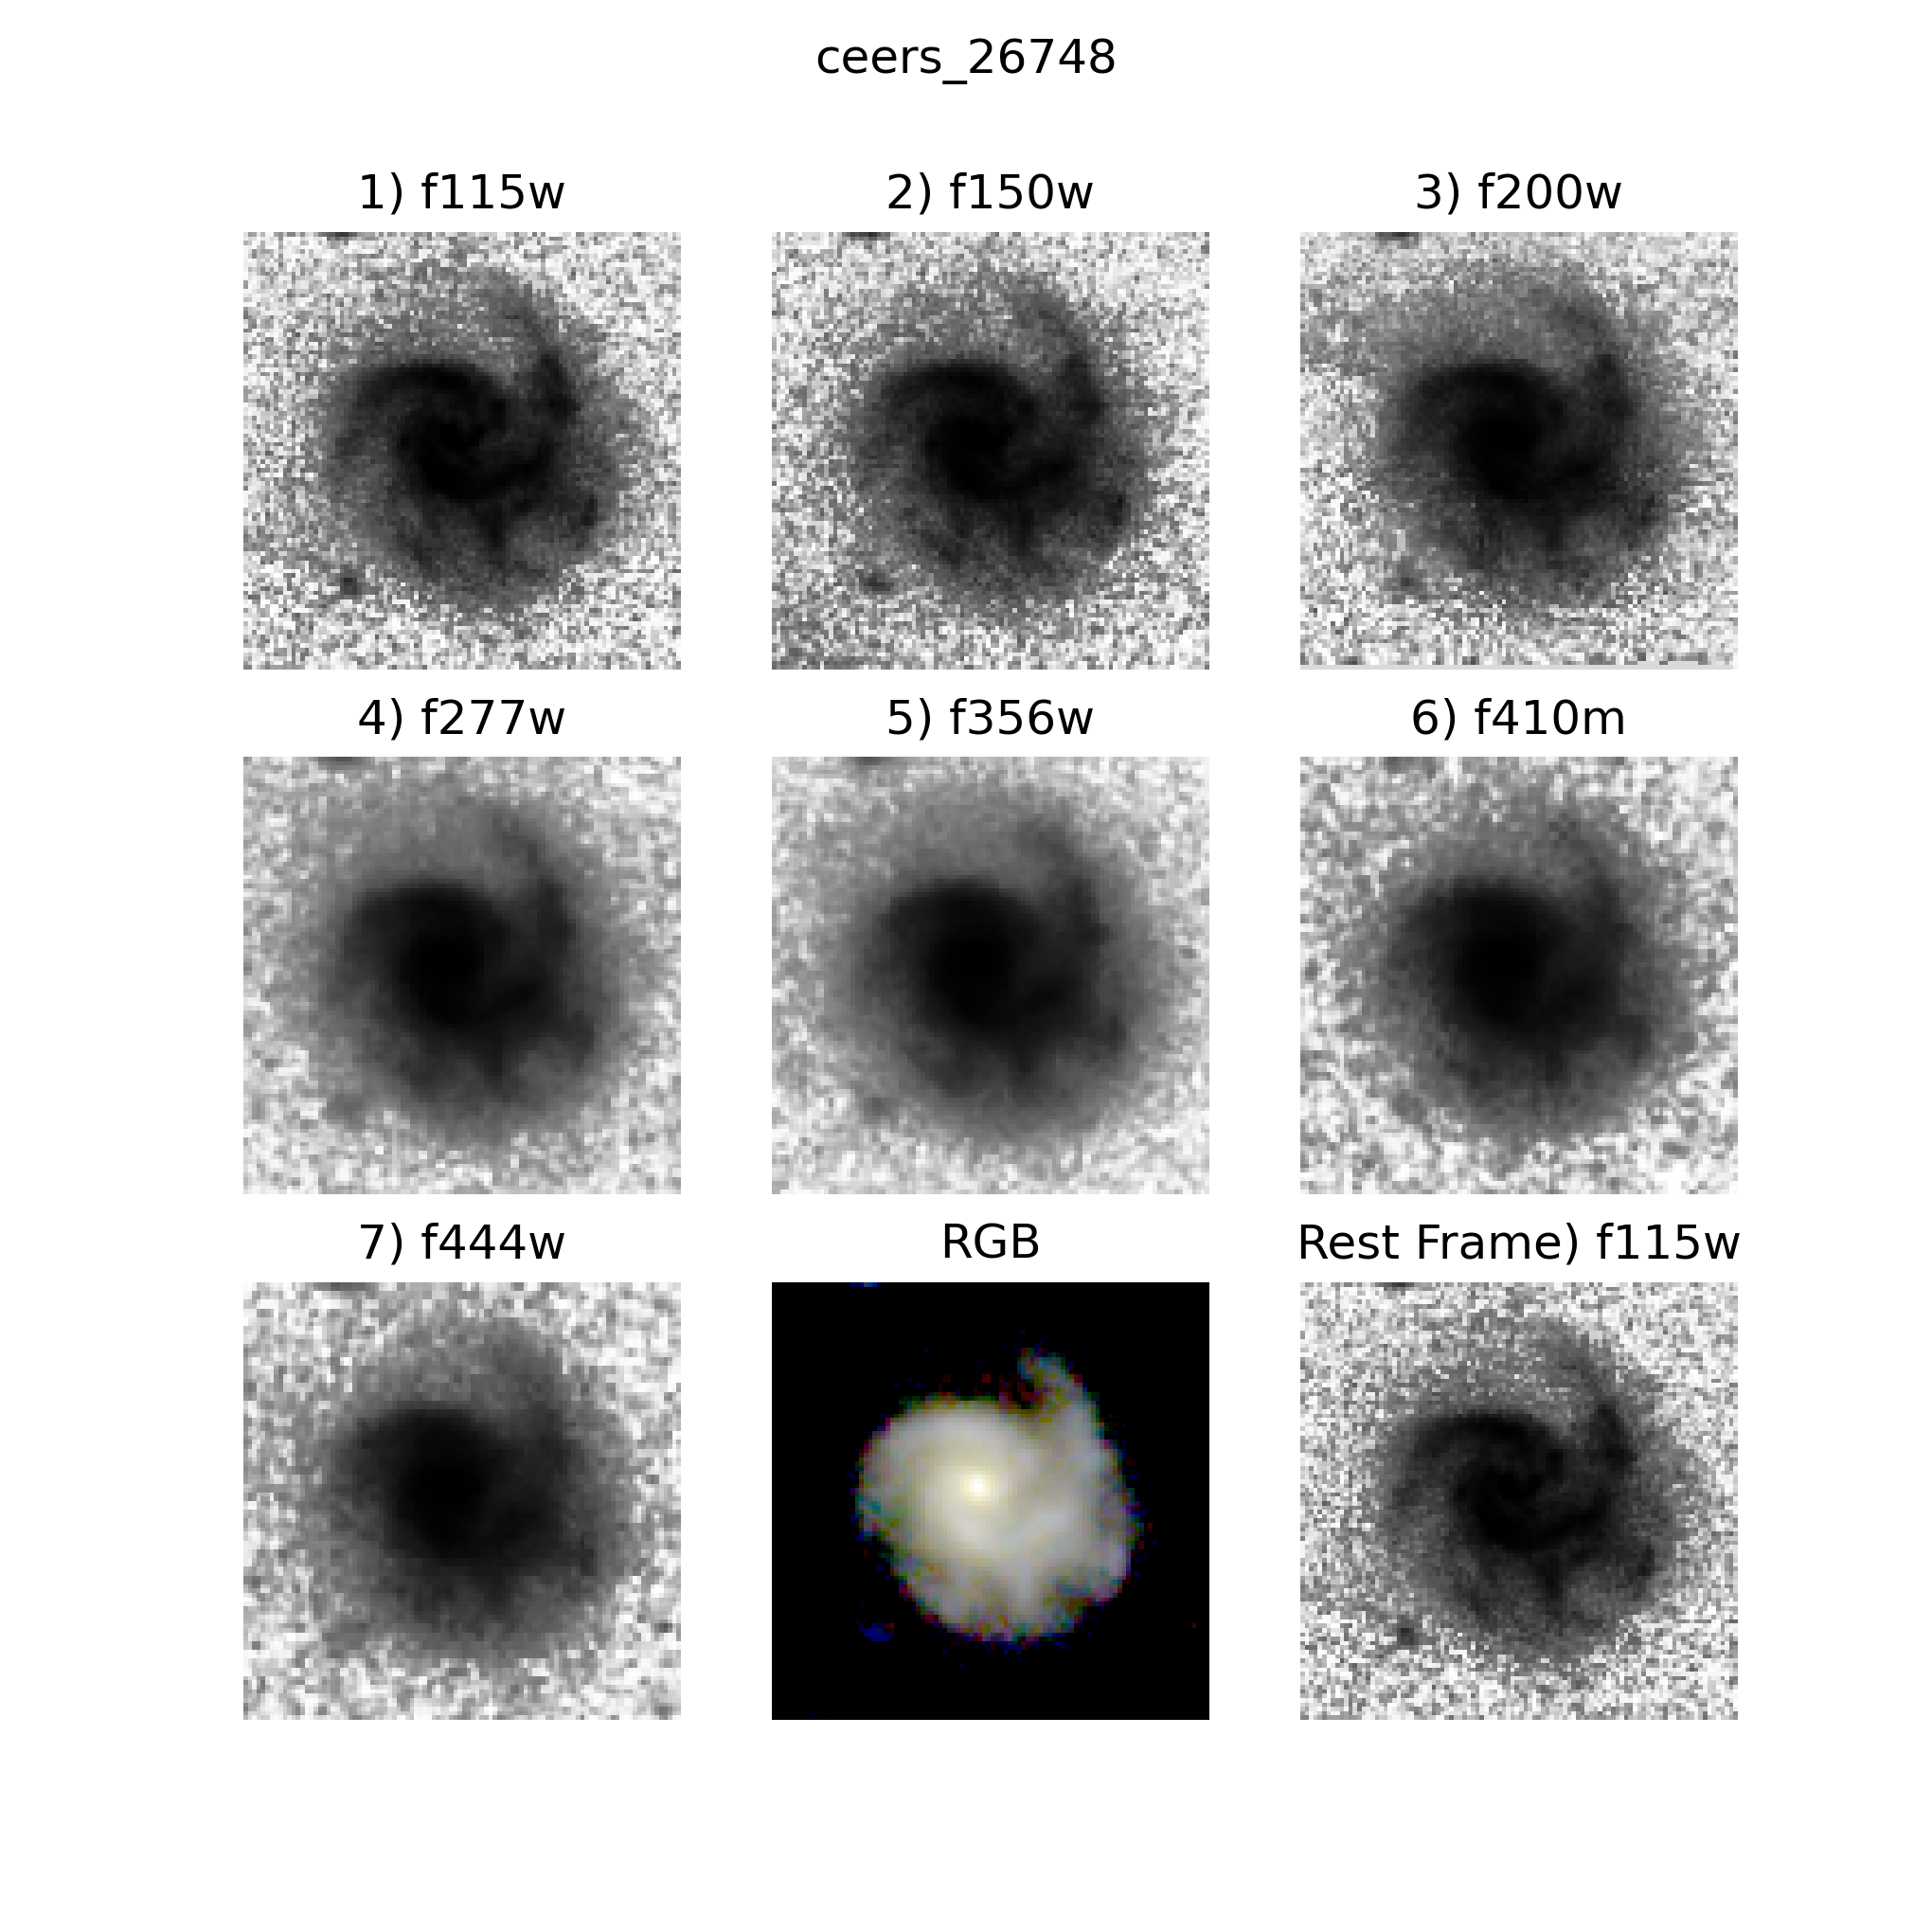 ceers_26748
1) f115w
2) f150w
3) f200w
4) f277w
5) f356w
6) f410m
7) f444w
RGB
Rest Frame) f115w